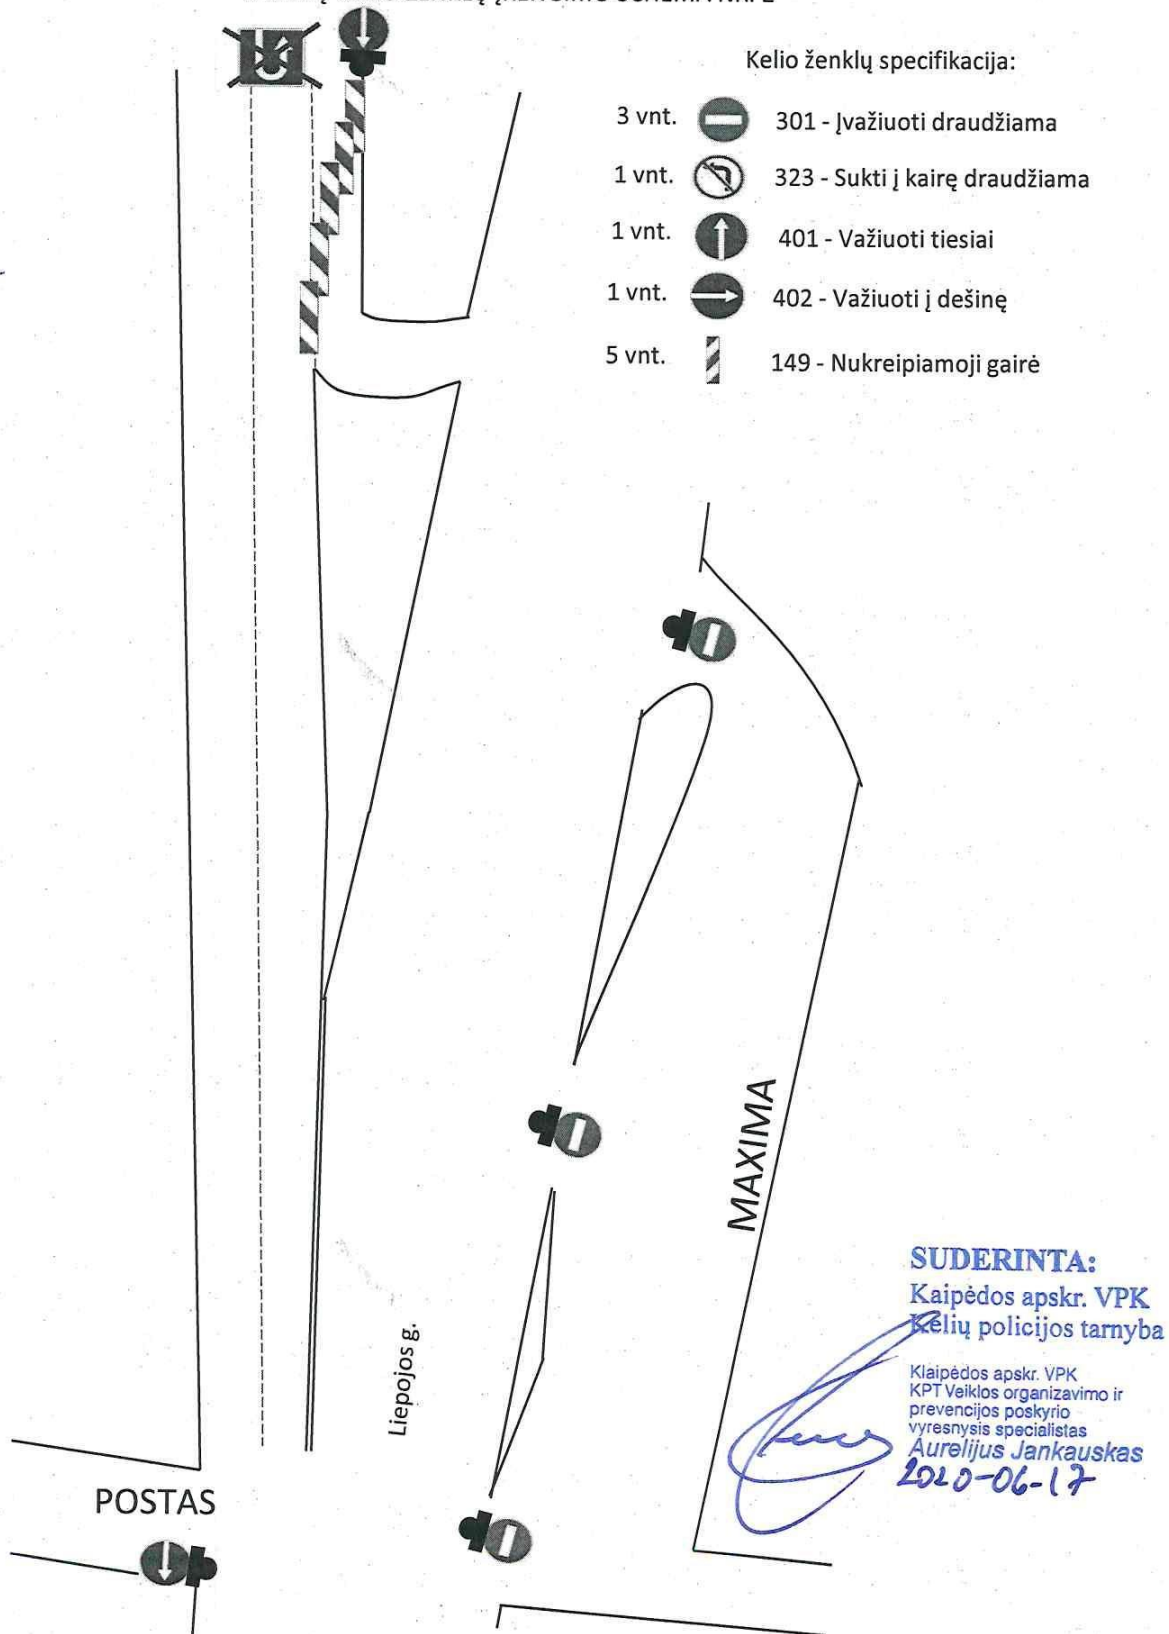 Kelio ženklų specifikacija:
3 vnt. 301 - Įvažiuoti draudžiama
1 vnt. 323 - Sukti į kairę draudžiama
1 vnt. 401 - Važiuoti tiesiai
1 vnt. 402 - Važiuoti į dešinę
5 vnt. 149 - Nukreipiamoji gairė
MAXIMA
Liepojos g.
POSTAS
SUDERINTA:
Kaipėdos apskr. VPK
Kelių policijos tarnyba
Klaipėdos apskr. VPK
KPT Veiklos organizavimo ir
prevencijos poskyrio
vyresnysis specialistas
Aurelijus Jankauskas
2020-06-17